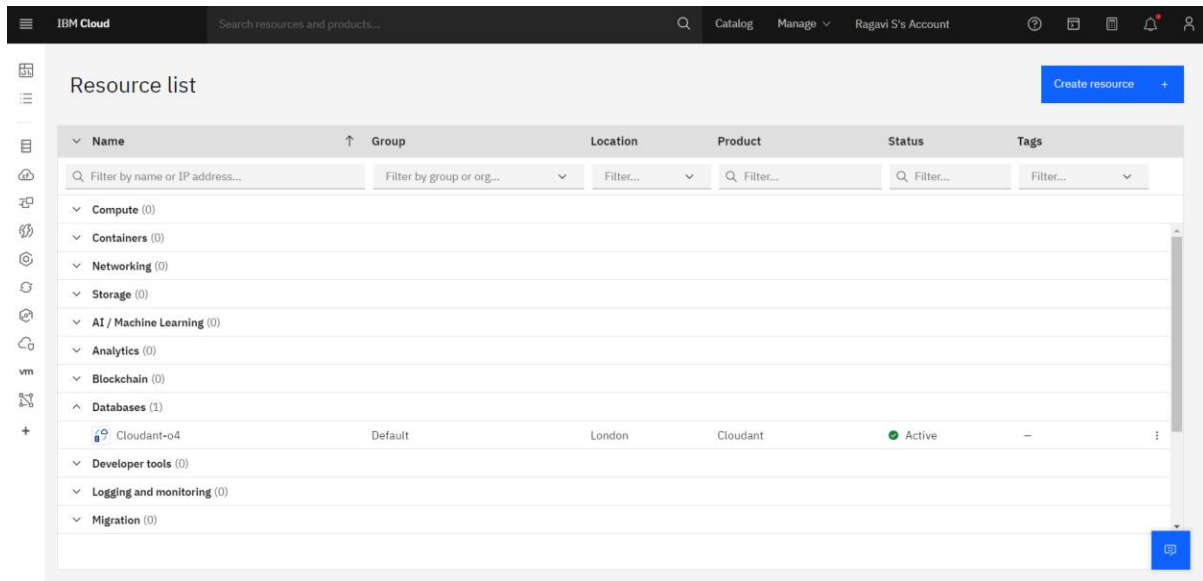 IBM Cloud Search resources and products... Catalog Manage Ragavi S's Account
Resource list
Create resource +
Name Group Location Product Status Tags
Filter by name or IP address... Filter by group or org... Filter... Filter... Filter... Filter...
Compute (0)
Containers (0)
Networking (0)
Storage (0)
AI / Machine Learning (0)
Analytics (0)
vm
Blockchain (0)
Databases (1)
Cloudant-o4 Default London Cloudant Active –
Developer tools (0)
Logging and monitoring (0)
Migration (0)